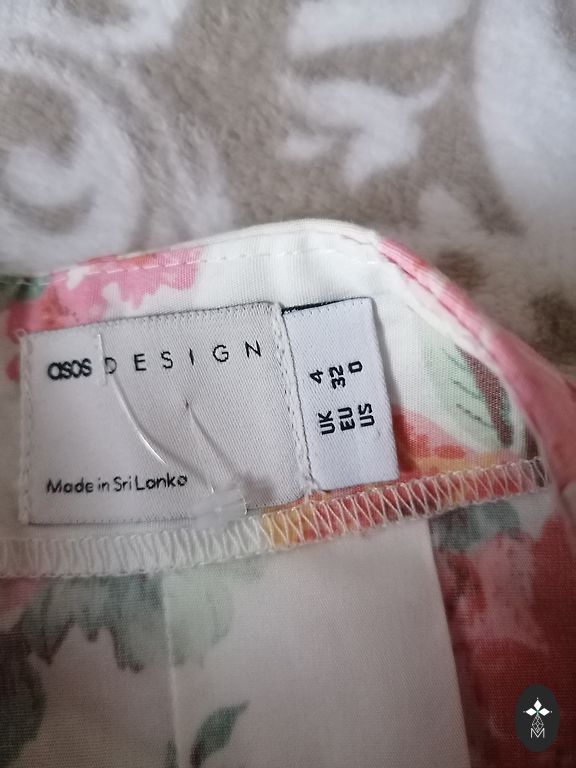 asos DESIGN
Made in Sri Lanka
UK 4
EU 32
US 0
M